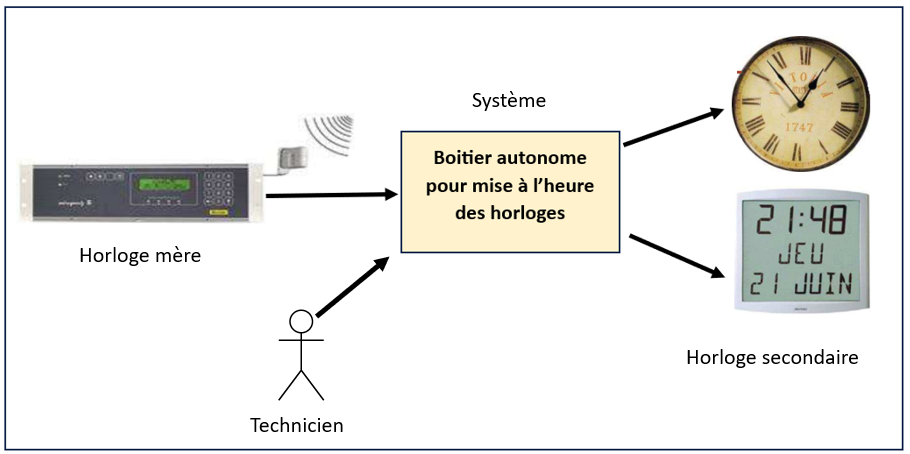 Système
Boitier autonome
pour mise à l'heure
des horloges
Horloge mère
Technicien
1747
21:48
JEU
21 JUIN
Horloge secondaire